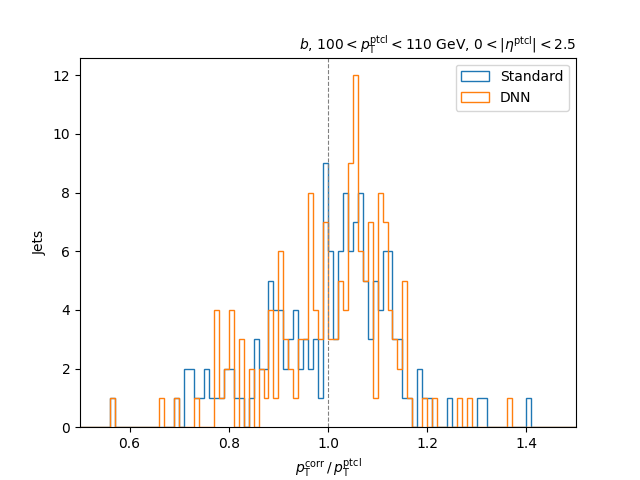 b, 100 < p_T^ptcl < 110 GeV, 0 < |η^ptcl| < 2.5
Standard
DNN
12
10
8
6
4
2
0
Jets
0.6 0.8 1.0 1.2 1.4
p_T^corr / p_T^ptcl